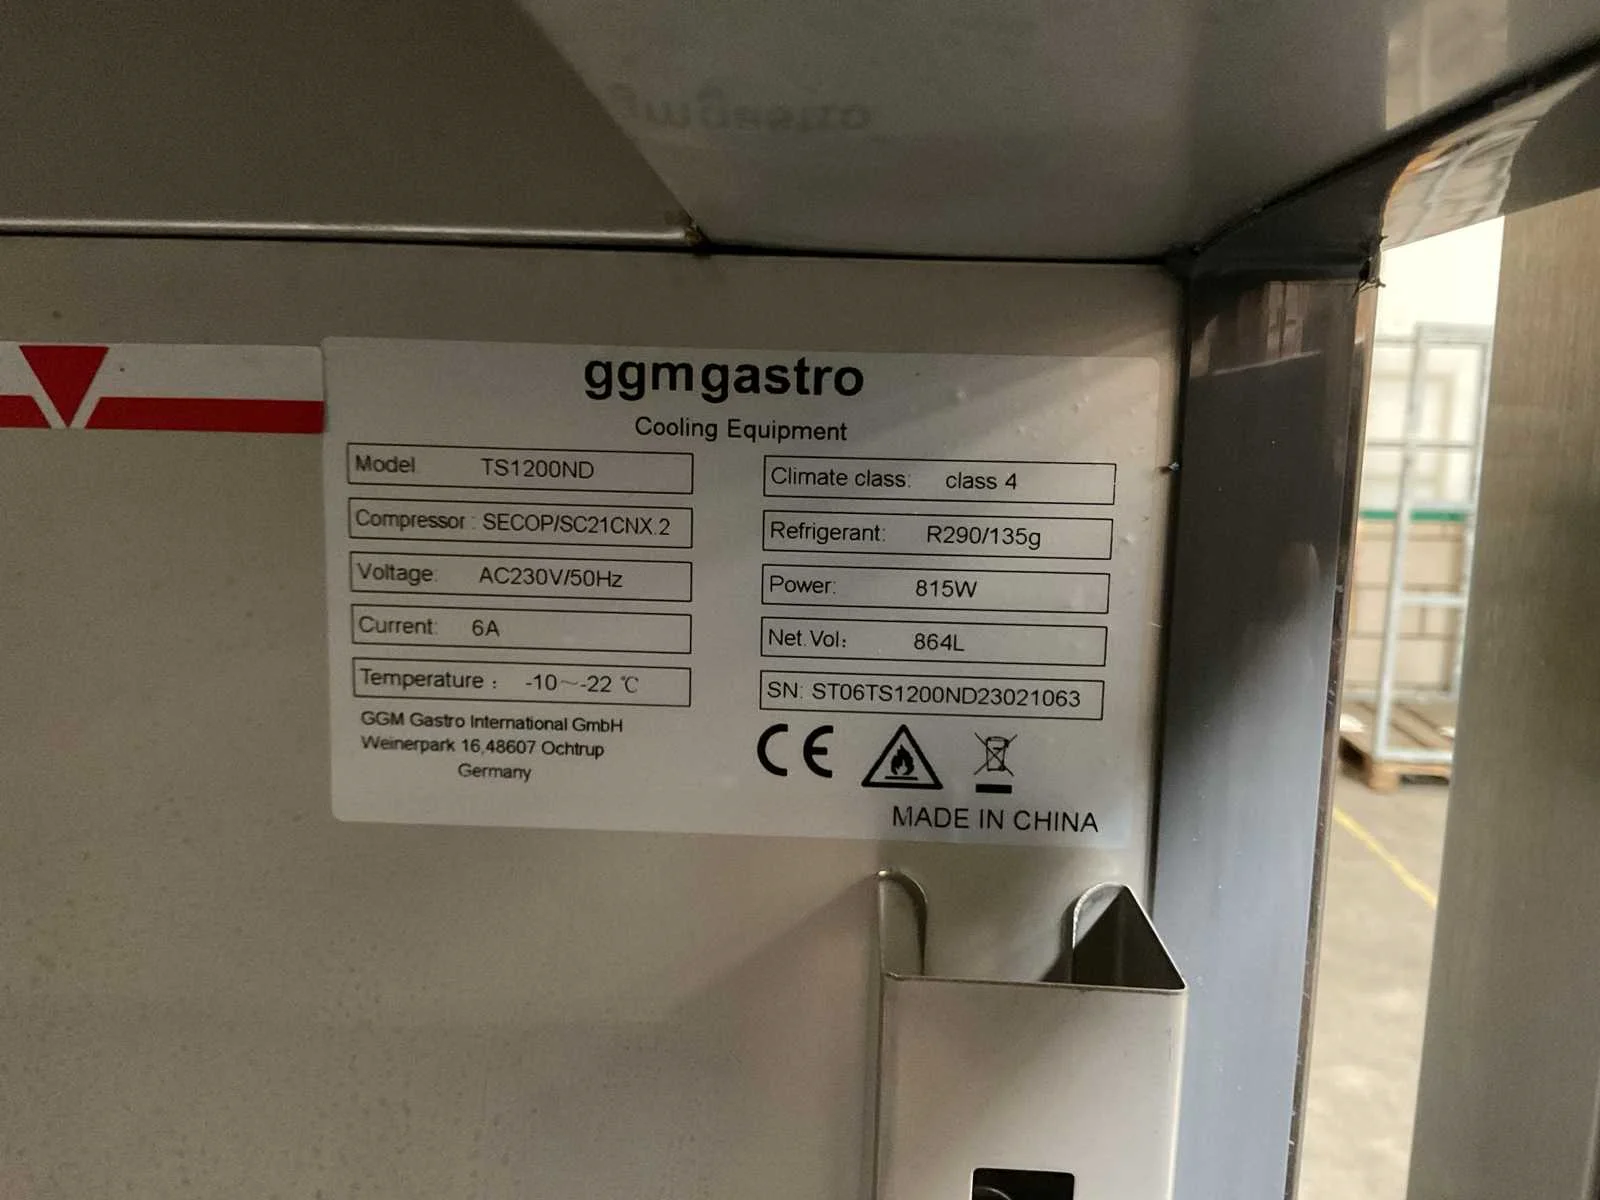 ggmgastro
Cooling Equipment
Model TS1200ND
Compressor : SECOP/SC21CNX.2
Voltage: AC230V/50Hz
Current: 6A
Temperature : -10~-22 ℃
GGM Gastro International GmbH
Weinerpark 16,48607 Ochtrup
Germany
Climate class: class 4
Refrigerant: R290/135g
Power: 815W
Net.Vol: 864L
SN: ST06TS1200ND23021063
CE
MADE IN CHINA